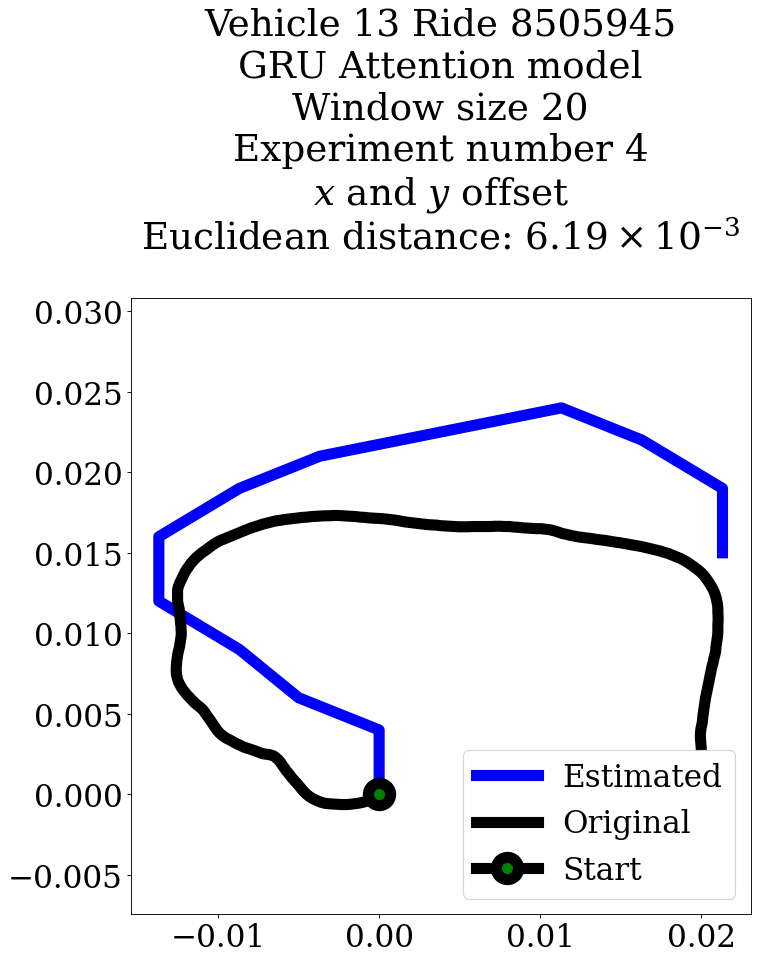 Vehicle 13 Ride 8505945
GRU Attention model
Window size 20
Experiment number 4
x and y offset
Euclidean distance: 6.19 × 10⁻³
0.030
0.025
0.020
0.015
0.010
0.005
0.000
−0.005
Estimated
Original
Start
−0.01 0.00 0.01 0.02